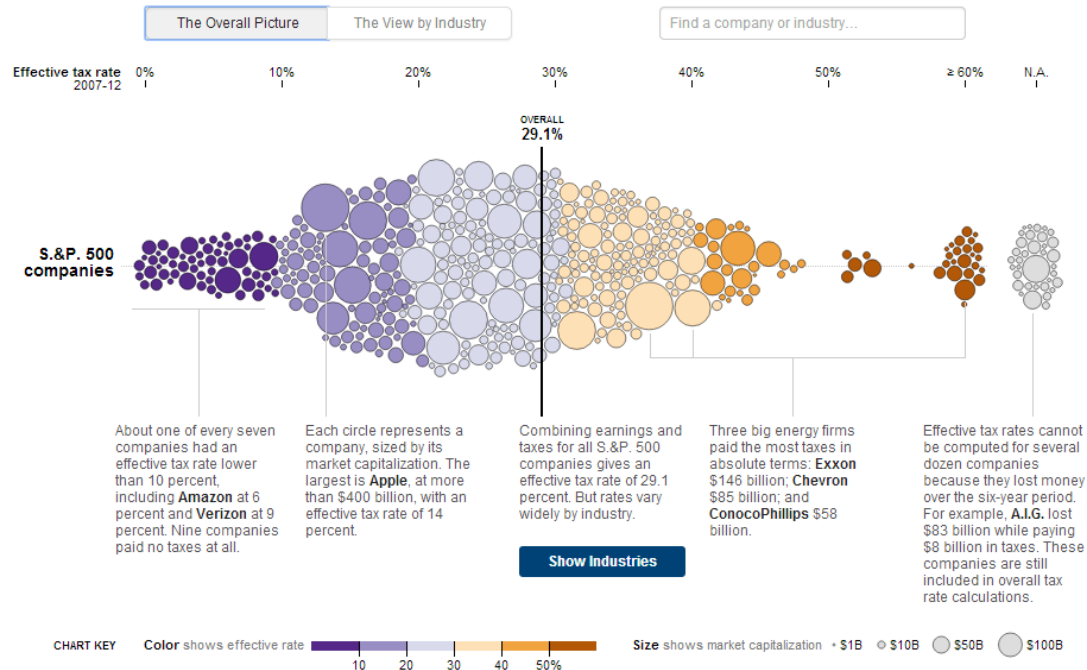 The Overall Picture
The View by Industry
Find a company or industry...
Effective tax rate
2007-12
0%
10%
20%
30%
40%
50%
≥ 60%
N.A.
OVERALL
29.1%
S.&P. 500
companies
About one of every seven
companies had an
effective tax rate lower
than 10 percent,
including Amazon at 6
percent and Verizon at 9
percent. Nine companies
paid no taxes at all.
Each circle represents a
company, sized by its
market capitalization. The
largest is Apple, at more
than $400 billion, with an
effective tax rate of 14
percent.
Combining earnings and
taxes for all S.&P. 500
companies gives an
effective tax rate of 29.1
percent. But rates vary
widely by industry.
Show Industries
Three big energy firms
paid the most taxes in
absolute terms: Exxon
$146 billion; Chevron
$85 billion; and
ConocoPhillips $58
billion.
Effective tax rates cannot
be computed for several
dozen companies
because they lost money
over the six-year period.
For example, A.I.G. lost
$83 billion while paying
$8 billion in taxes. These
companies are still
included in overall tax
rate calculations.
CHART KEY
Color shows effective rate
10
20
30
40
50%
Size shows market capitalization
$1B
$10B
$50B
$100B